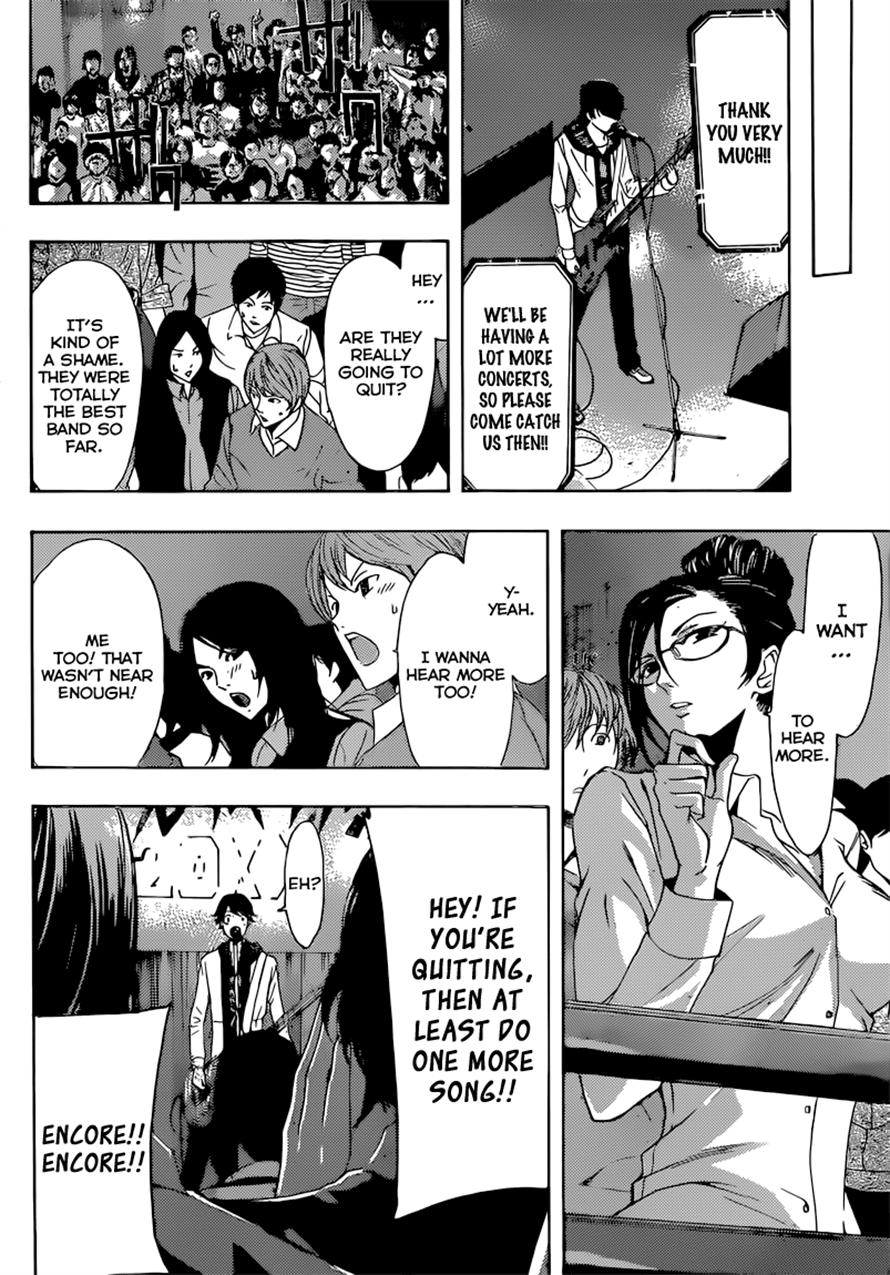 THANK
YOU VERY
MUCH!!
WE'LL BE
HAVING A
LOT MORE
CONCERTS,
SO PLEASE
COME CATCH
US THEN!!
HEY
...
ARE THEY
REALLY
GOING TO
QUIT?
IT'S
KIND OF
A SHAME.
THEY WERE
TOTALLY
THE BEST
BAND SO
FAR.
I
WANT
...
TO
HEAR
MORE.
Y-
YEAH.
I WANNA
HEAR MORE
TOO!
ME
TOO! THAT
WASN'T NEAR
ENOUGH!
HEY! IF
YOU'RE
QUITTING,
THEN AT
LEAST DO
ONE MORE
SONG!!
EH?
ENCORE!!
ENCORE!!